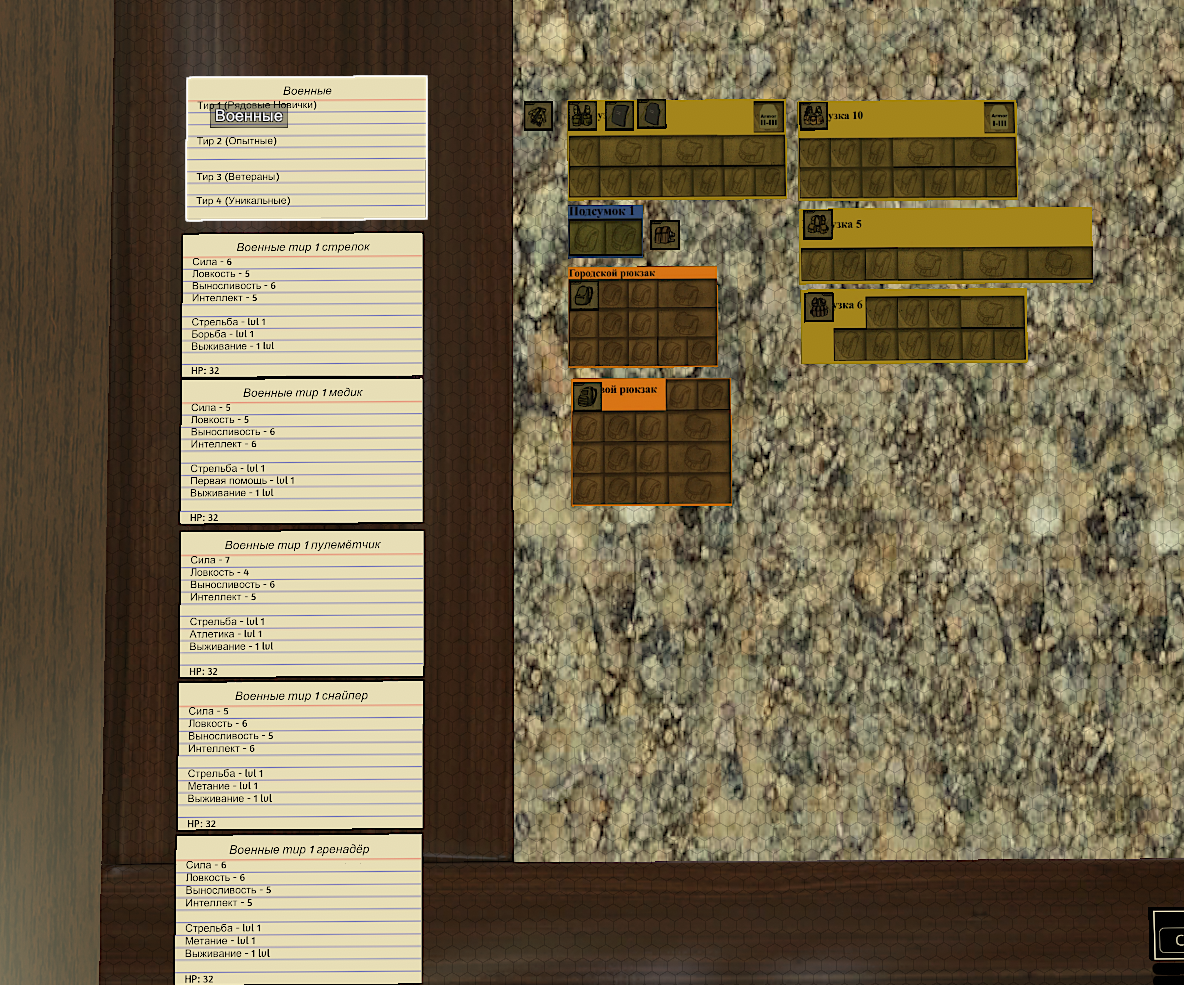 Военные
Тир 1 (Рядовые Новички)
Военные
Тир 2 (Опытные)
Тир 3 (Ветераны)
Тир 4 (Уникальные)
Военные тир 1 стрелок
Сила - 6
Ловкость - 5
Выносливость - 6
Интеллект - 5
Стрельба - lvl 1
Борьба - lvl 1
Выживание - 1 lvl
HP: 32
Военные тир 1 медик
Сила - 5
Ловкость - 5
Выносливость - 6
Интеллект - 6
Стрельба - lvl 1
Первая помощь - lvl 1
Выживание - 1 lvl
HP: 32
Военные тир 1 пулемётчик
Сила - 7
Ловкость - 4
Выносливость - 6
Интеллект - 5
Стрельба - lvl 1
Атлетика - lvl 1
Выживание - 1 lvl
HP: 32
Военные тир 1 снайпер
Сила - 5
Ловкость - 6
Выносливость - 5
Интеллект - 6
Стрельба - lvl 1
Метание - lvl 1
Выживание - 1 lvl
HP: 32
Военные тир 1 гренадёр
Сила - 6
Ловкость - 6
Выносливость - 5
Интеллект - 5
Стрельба - lvl 1
Метание - lvl 1
Выживание - 1 lvl
HP: 32
II-III
узка 10
I-III
Подсумок 1
узка 5
Городской рюкзак
узка 6
вой рюкзак